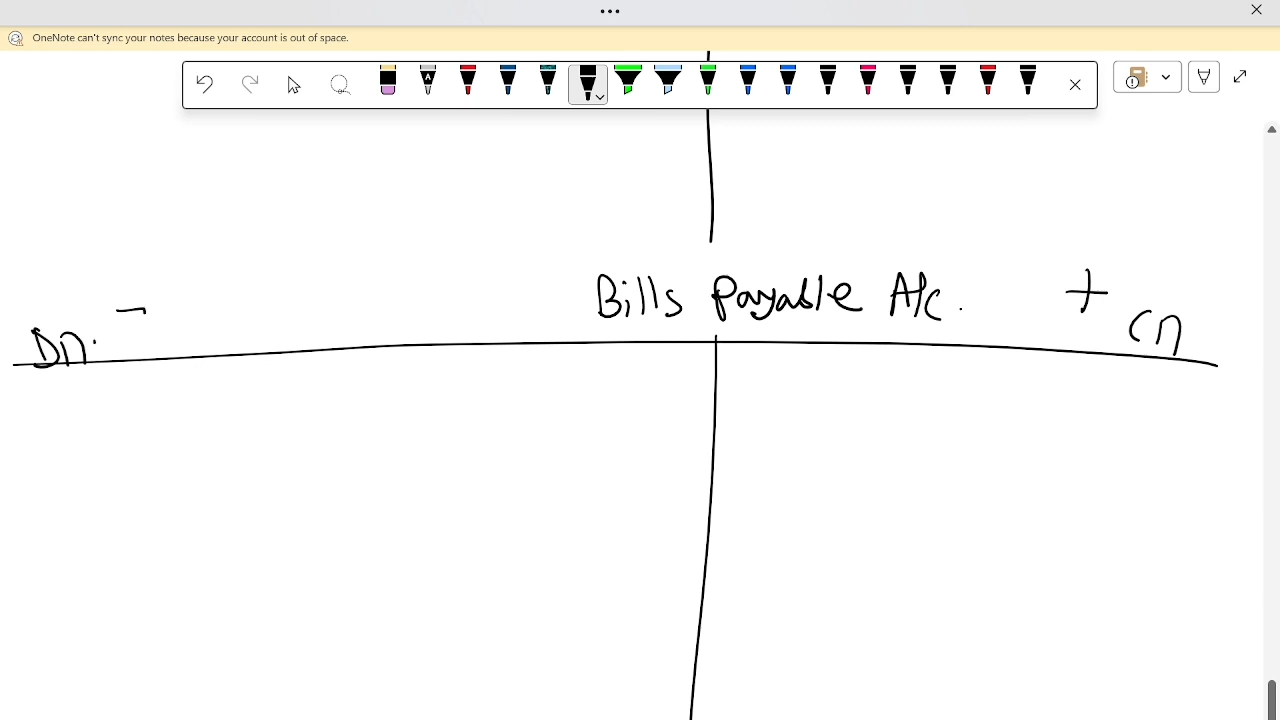 OneNote can't sync your notes because your account is out of space.
A
Bills Payable A/c.
+
Dr. -
Cr